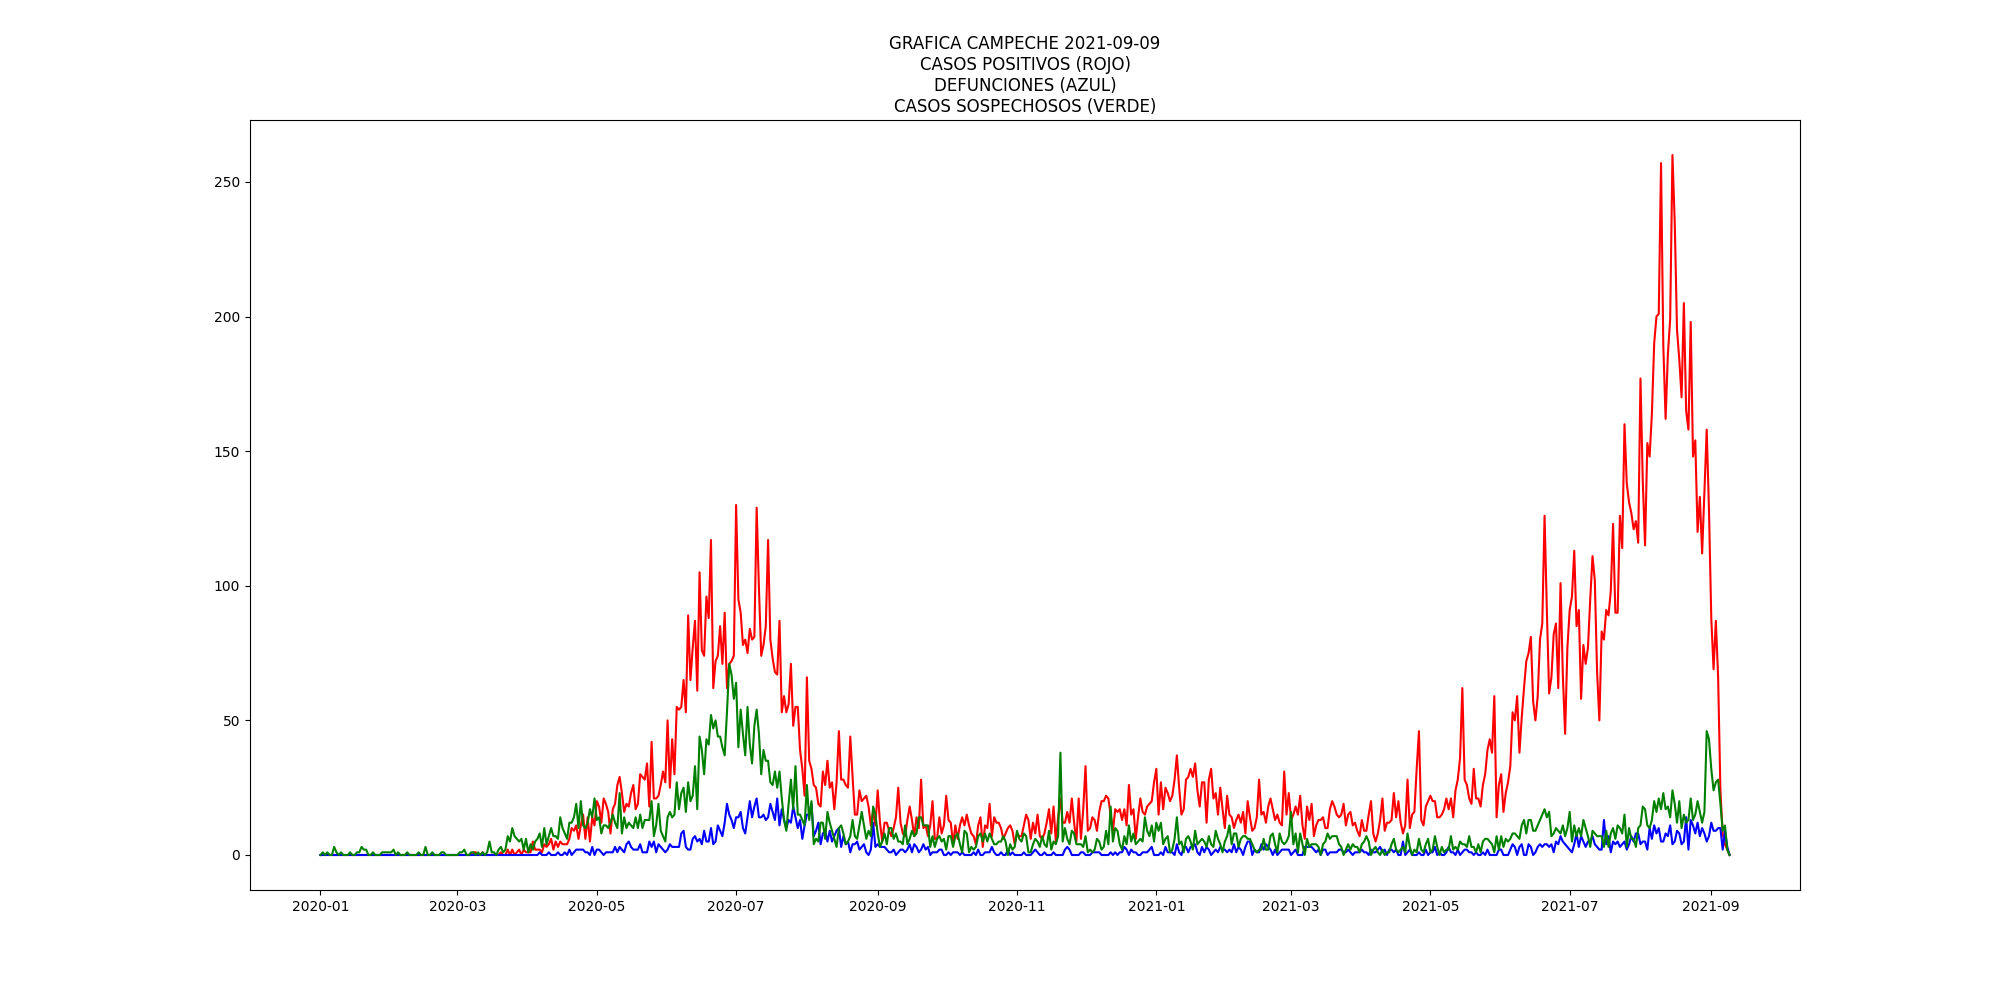 GRAFICA CAMPECHE 2021-09-09
CASOS POSITIVOS (ROJO)
DEFUNCIONES (AZUL)
CASOS SOSPECHOSOS (VERDE)
250
200
150
100
50
0
2020-01 2020-03 2020-05 2020-07 2020-09 2020-11 2021-01 2021-03 2021-05 2021-07 2021-09